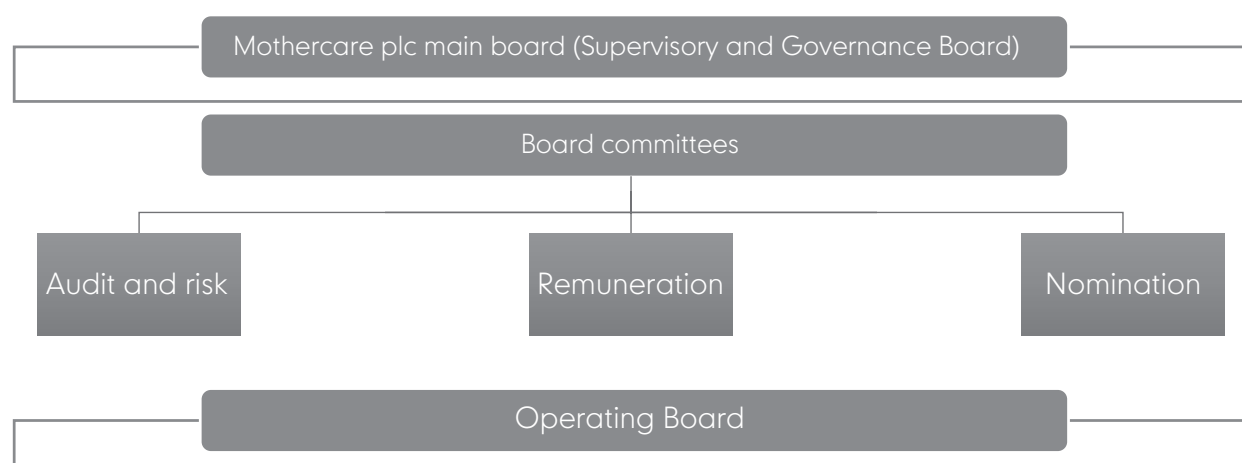 Mothercare plc main board (Supervisory and Governance Board)
Board committees
Audit and risk
Remuneration
Nomination
Operating Board